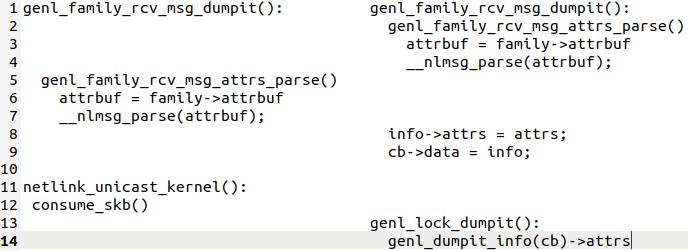 1 genl_family_rcv_msg_dumpit(): genl_family_rcv_msg_dumpit():
2 genl_family_rcv_msg_attrs_parse()
3 attrbuf = family->attrbuf
4 __nlmsg_parse(attrbuf);
5 genl_family_rcv_msg_attrs_parse()
6 attrbuf = family->attrbuf
7 __nlmsg_parse(attrbuf);
8 info->attrs = attrs;
9 cb->data = info;
10
11 netlink_unicast_kernel():
12 consume_skb()
13 genl_lock_dumpit():
14 genl_dumpit_info(cb)->attrs